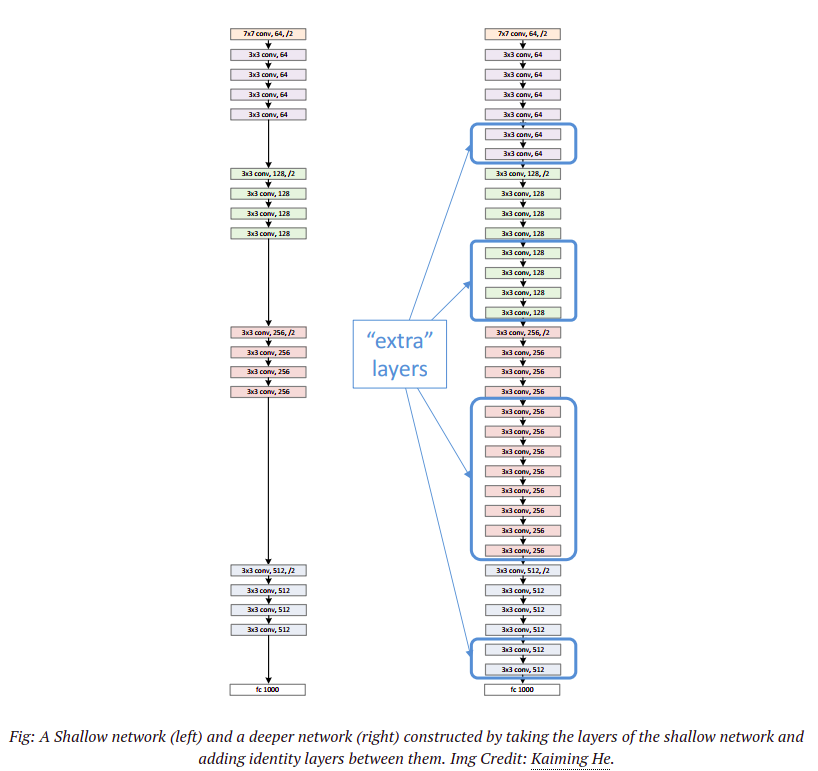 7x7 conv, 64, /2
3x3 conv, 64
3x3 conv, 64
3x3 conv, 64
3x3 conv, 64
3x3 conv, 128, /2
3x3 conv, 128
3x3 conv, 128
3x3 conv, 128
3x3 conv, 256, /2
3x3 conv, 256
3x3 conv, 256
3x3 conv, 256
3x3 conv, 512, /2
3x3 conv, 512
3x3 conv, 512
3x3 conv, 512
fc 1000
“extra”
layers
7x7 conv, 64, /2
3x3 conv, 64
3x3 conv, 64
3x3 conv, 64
3x3 conv, 64
3x3 conv, 64
3x3 conv, 64
3x3 conv, 128, /2
3x3 conv, 128
3x3 conv, 128
3x3 conv, 128
3x3 conv, 128
3x3 conv, 128
3x3 conv, 128
3x3 conv, 128
3x3 conv, 256, /2
3x3 conv, 256
3x3 conv, 256
3x3 conv, 256
3x3 conv, 256
3x3 conv, 256
3x3 conv, 256
3x3 conv, 256
3x3 conv, 256
3x3 conv, 256
3x3 conv, 256
3x3 conv, 256
3x3 conv, 512, /2
3x3 conv, 512
3x3 conv, 512
3x3 conv, 512
3x3 conv, 512
3x3 conv, 512
fc 1000
Fig: A Shallow network (left) and a deeper network (right) constructed by taking the layers of the shallow network and
adding identity layers between them. Img Credit: Kaiming He.